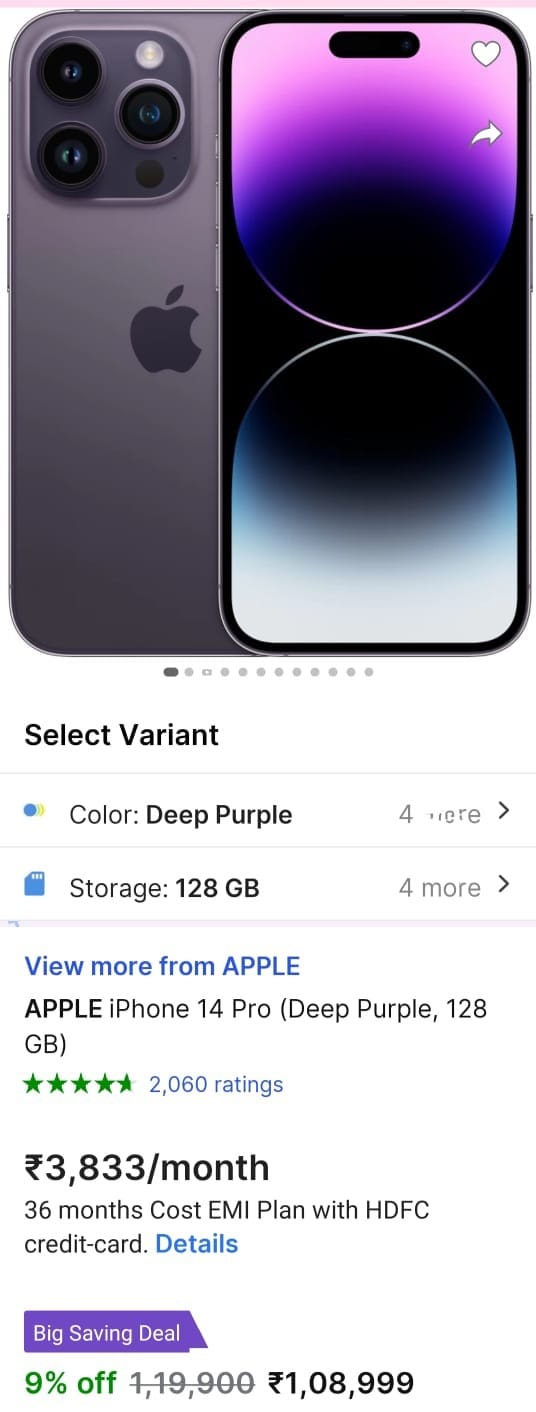 Select Variant
Color: Deep Purple
4
Storage: 128 GB
4 more
View more from APPLE
APPLE iPhone 14 Pro (Deep Purple, 128
GB)
2,060 ratings
₹3,833/month
36 months Cost EMI Plan with HDFC
credit-card. Details
Big Saving Deal
9% off 1,19,900 ₹1,08,999